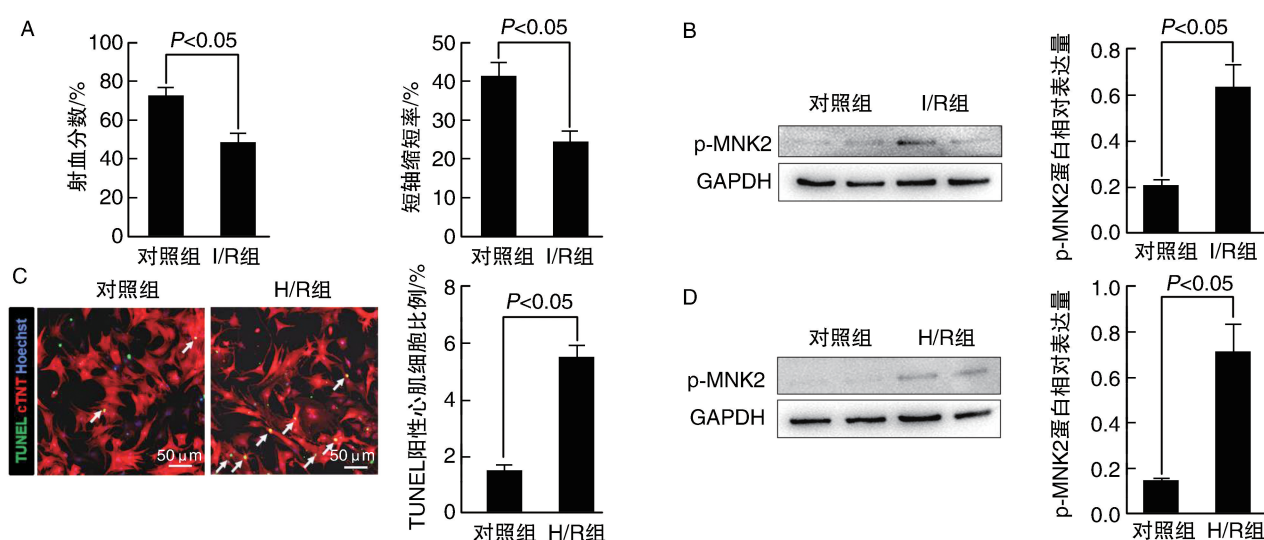 A
射血分数/%
100
80
60
40
20
0
P<0.05
对照组 I/R组
短轴缩短率/%
50
40
30
20
10
0
P<0.05
对照组 I/R组
B
对照组 I/R组
p-MNK2
GAPDH
p-MNK2蛋白相对表达量
0.8
0.6
0.4
0.2
0.0
P<0.05
对照组 I/R组
C
对照组 H/R组
TUNEL cTNT Hoechst
50 μm
50 μm
TUNEL阳性心肌细胞比例/%
8
6
4
2
0
P<0.05
对照组 H/R组
D
对照组 H/R组
p-MNK2
GAPDH
p-MNK2蛋白相对表达量
1.0
0.8
0.6
0.4
0.2
0.0
P<0.05
对照组 H/R组